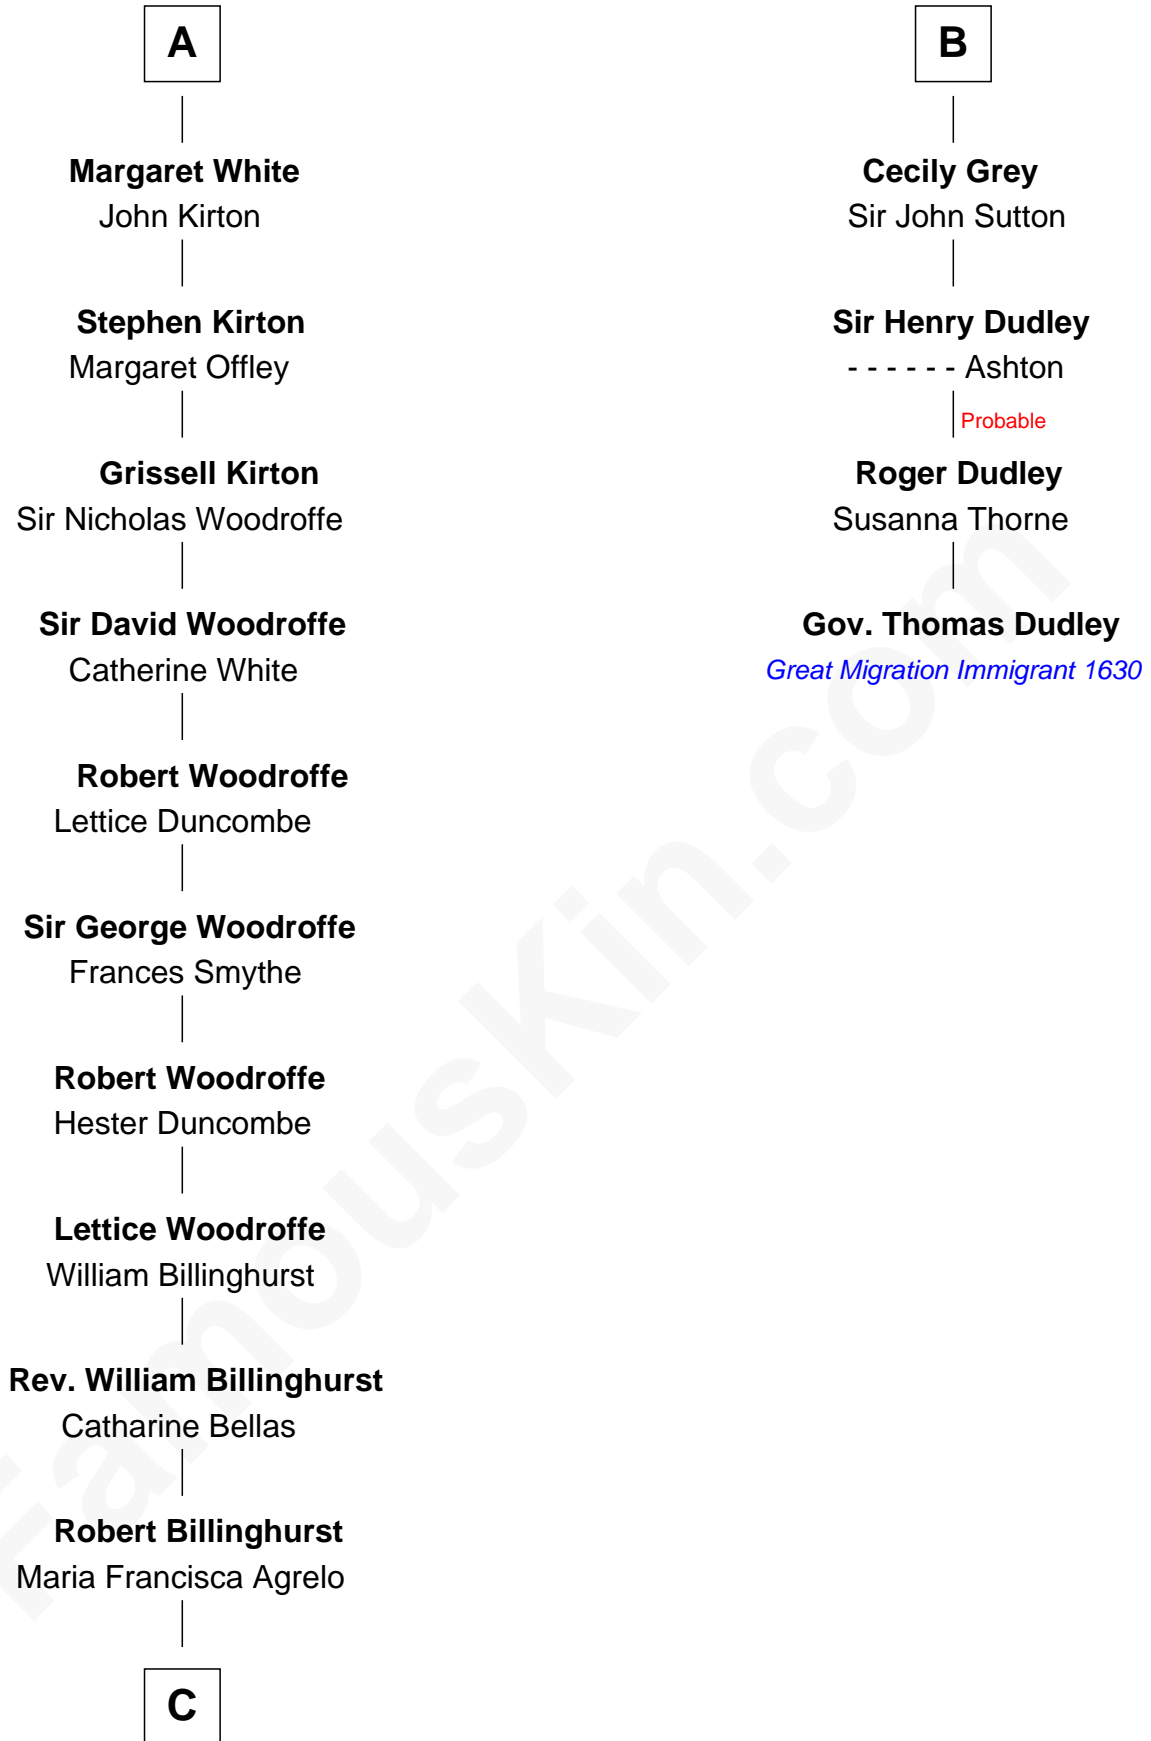 A
Margaret White
John Kirton
Stephen Kirton
Margaret Offley
Grissell Kirton
Sir Nicholas Woodroffe
Sir David Woodroffe
Catherine White
Robert Woodroffe
Lettice Duncombe
Sir George Woodroffe
Frances Smythe
Robert Woodroffe
Hester Duncombe
Lettice Woodroffe
William Billinghurst
Rev. William Billinghurst
Catharine Bellas
Robert Billinghurst
Maria Francisca Agrelo
C
B
Cecily Grey
Sir John Sutton
Sir Henry Dudley
- - - - - - Ashton
Probable
Roger Dudley
Susanna Thorne
Gov. Thomas Dudley
Great Migration Immigrant 1630
FamousKin.com